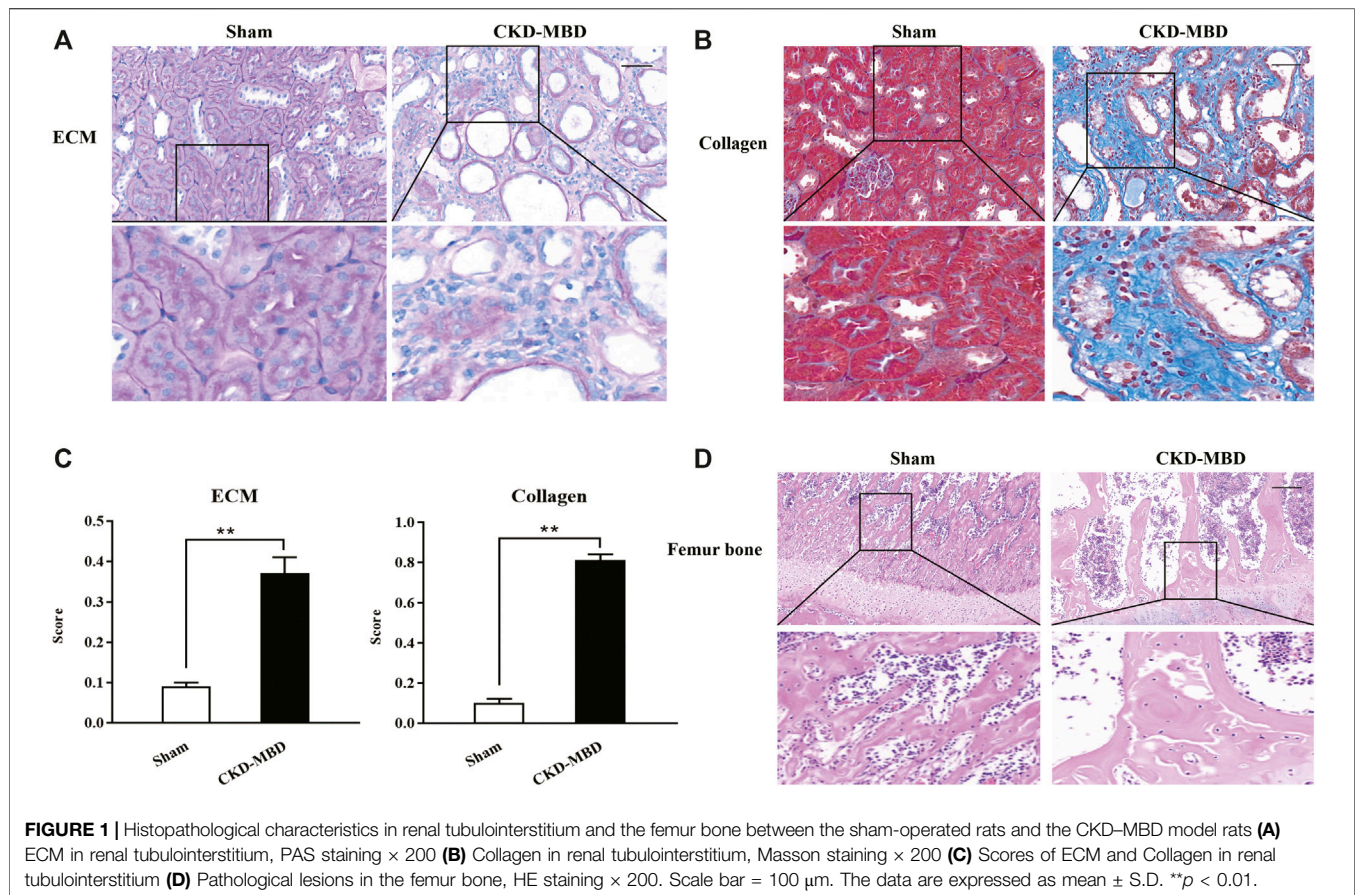 A
Sham
CKD-MBD
ECM
B
Sham
CKD-MBD
Collagen
C
ECM
Score
0.5
0.4
0.3
0.2
0.1
0.0
**
Sham
CKD-MBD
Collagen
Score
1.0
0.8
0.6
0.4
0.2
0.0
**
Sham
CKD-MBD
D
Sham
CKD-MBD
Femur bone
FIGURE 1 | Histopathological characteristics in renal tubulointerstitium and the femur bone between the sham-operated rats and the CKD–MBD model rats (A)
ECM in renal tubulointerstitium, PAS staining × 200 (B) Collagen in renal tubulointerstitium, Masson staining × 200 (C) Scores of ECM and Collagen in renal
tubulointerstitium (D) Pathological lesions in the femur bone, HE staining × 200. Scale bar = 100 μm. The data are expressed as mean ± S.D. **p < 0.01.